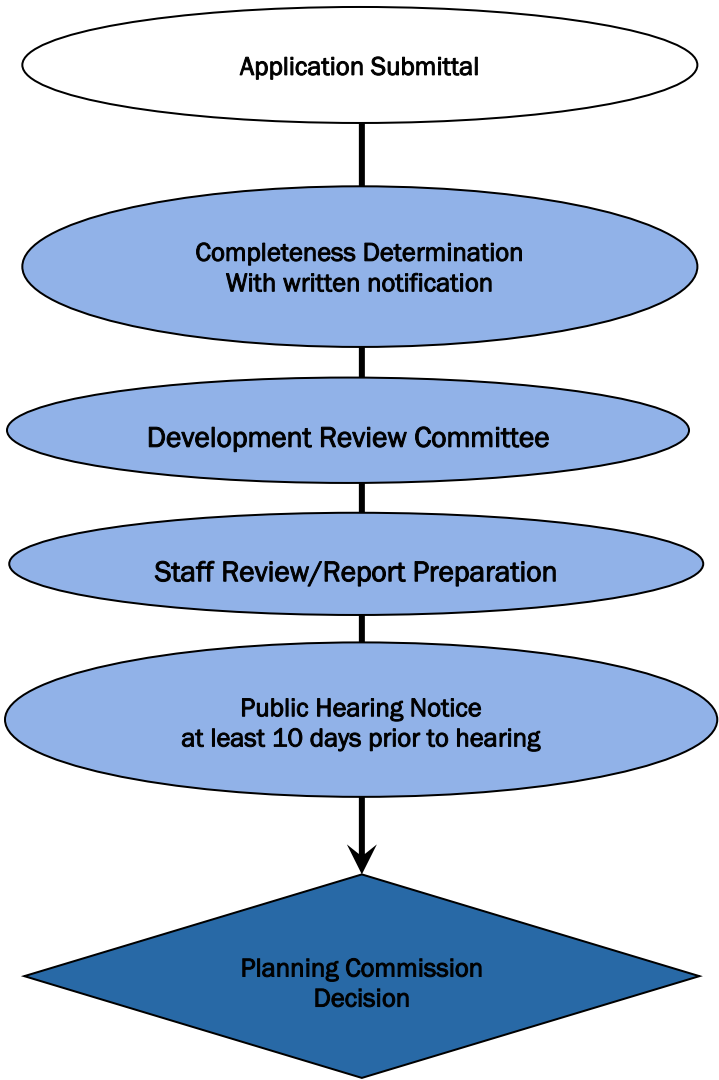 Application Submittal
Completeness Determination
With written notification
Development Review Committee
Staff Review/Report Preparation
Public Hearing Notice
at least 10 days prior to hearing
Planning Commission
Decision